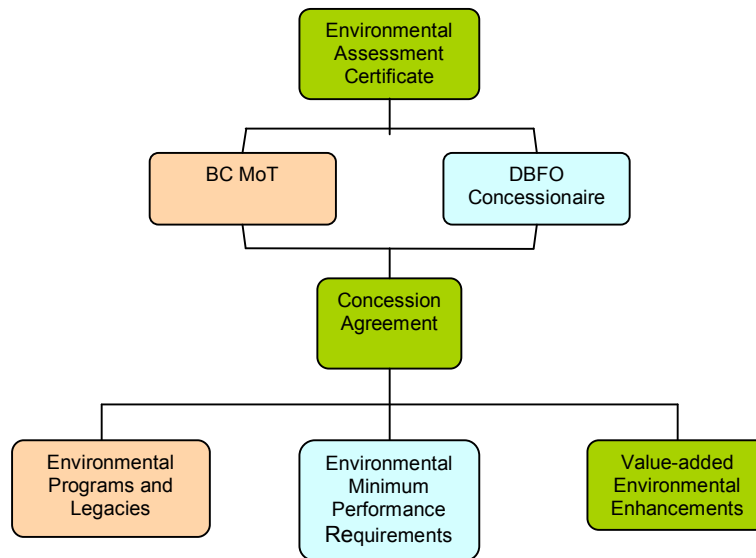 Environmental
Assessment
Certificate
BC MoT
DBFO
Concessionaire
Concession
Agreement
Environmental
Programs and
Legacies
Environmental
Minimum
Performance
Requirements
Value-added
Environmental
Enhancements